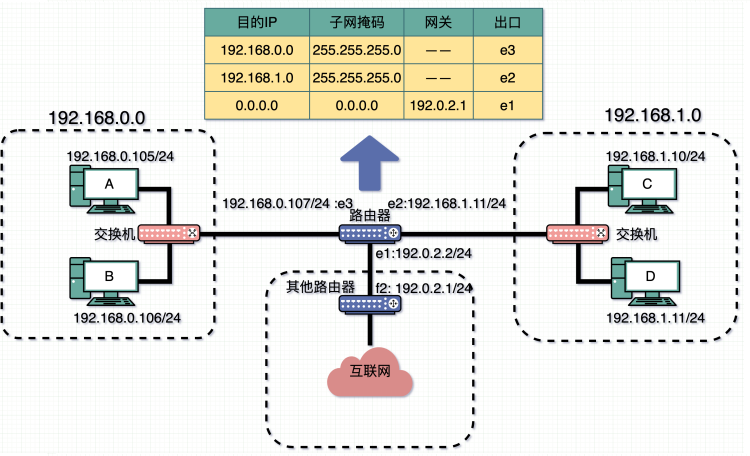 目的IP 子网掩码 网关 出口
192.168.0.0 255.255.255.0 —— e3
192.168.1.0 255.255.255.0 —— e2
0.0.0.0 0.0.0.0 192.0.2.1 e1
192.168.0.0
192.168.1.0
192.168.0.105/24
192.168.1.10/24
A
C
192.168.0.107/24 :e3
e2:192.168.1.11/24
路由器
交换机
交换机
e1:192.0.2.2/24
B
D
其他路由器
f2: 192.0.2.1/24
192.168.0.106/24
192.168.1.11/24
互联网